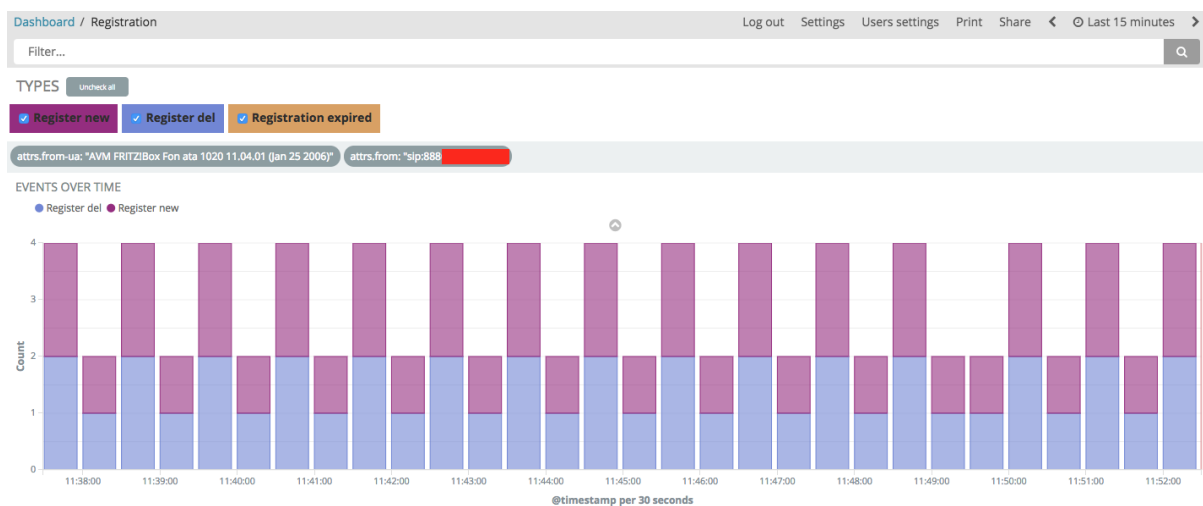 Dashboard / Registration Log out Settings Users settings Print Share Last 15 minutes
Filter...
TYPES Uncheck all
Register new Register del Registration expired
attrs.from-ua: "AVM FRITZ!Box Fon ata 1020 11.04.01 (Jan 25 2006)" attrs.from: "sip:888
EVENTS OVER TIME
Register del Register new
4
3
2
1
0
Count
11:38:00 11:39:00 11:40:00 11:41:00 11:42:00 11:43:00 11:44:00 11:45:00 11:46:00 11:47:00 11:48:00 11:49:00 11:50:00 11:51:00 11:52:00
@timestamp per 30 seconds